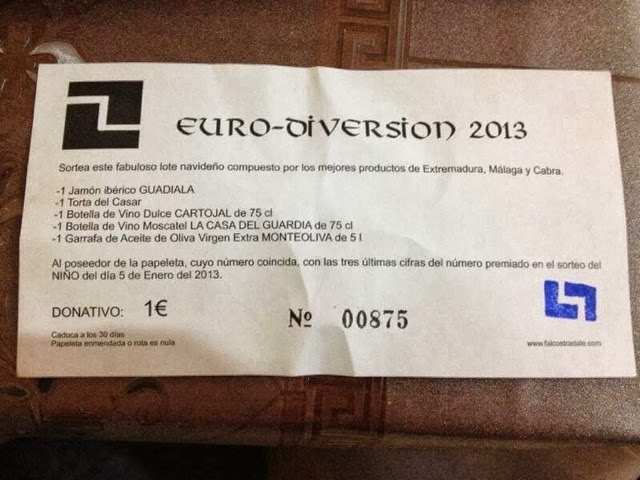 EURO-DIVERSION 2013
Sortea este fabuloso lote navideño compuesto por los mejores productos de Extremadura, Málaga y Cabra.
-1 Jamón ibérico GUADIALA
-1 Torta del Casar
-1 Botella de Vino Dulce CARTOJAL de 75 cl
-1 Botella de Vino Moscatel LA CASA DEL GUARDIA de 75 cl
-1 Garrafa de Aceite de Oliva Virgen Extra MONTEOLIVA de 5 l
Al poseedor de la papeleta, cuyo número coincida, con las tres últimas cifras del número premiado en el sorteo del
NIÑO del día 5 de Enero del 2013.
DONATIVO: 1€
Nº 00875
Caduca a los 30 días
Papeleta enmendada o rota es nula
www.falcostradale.com